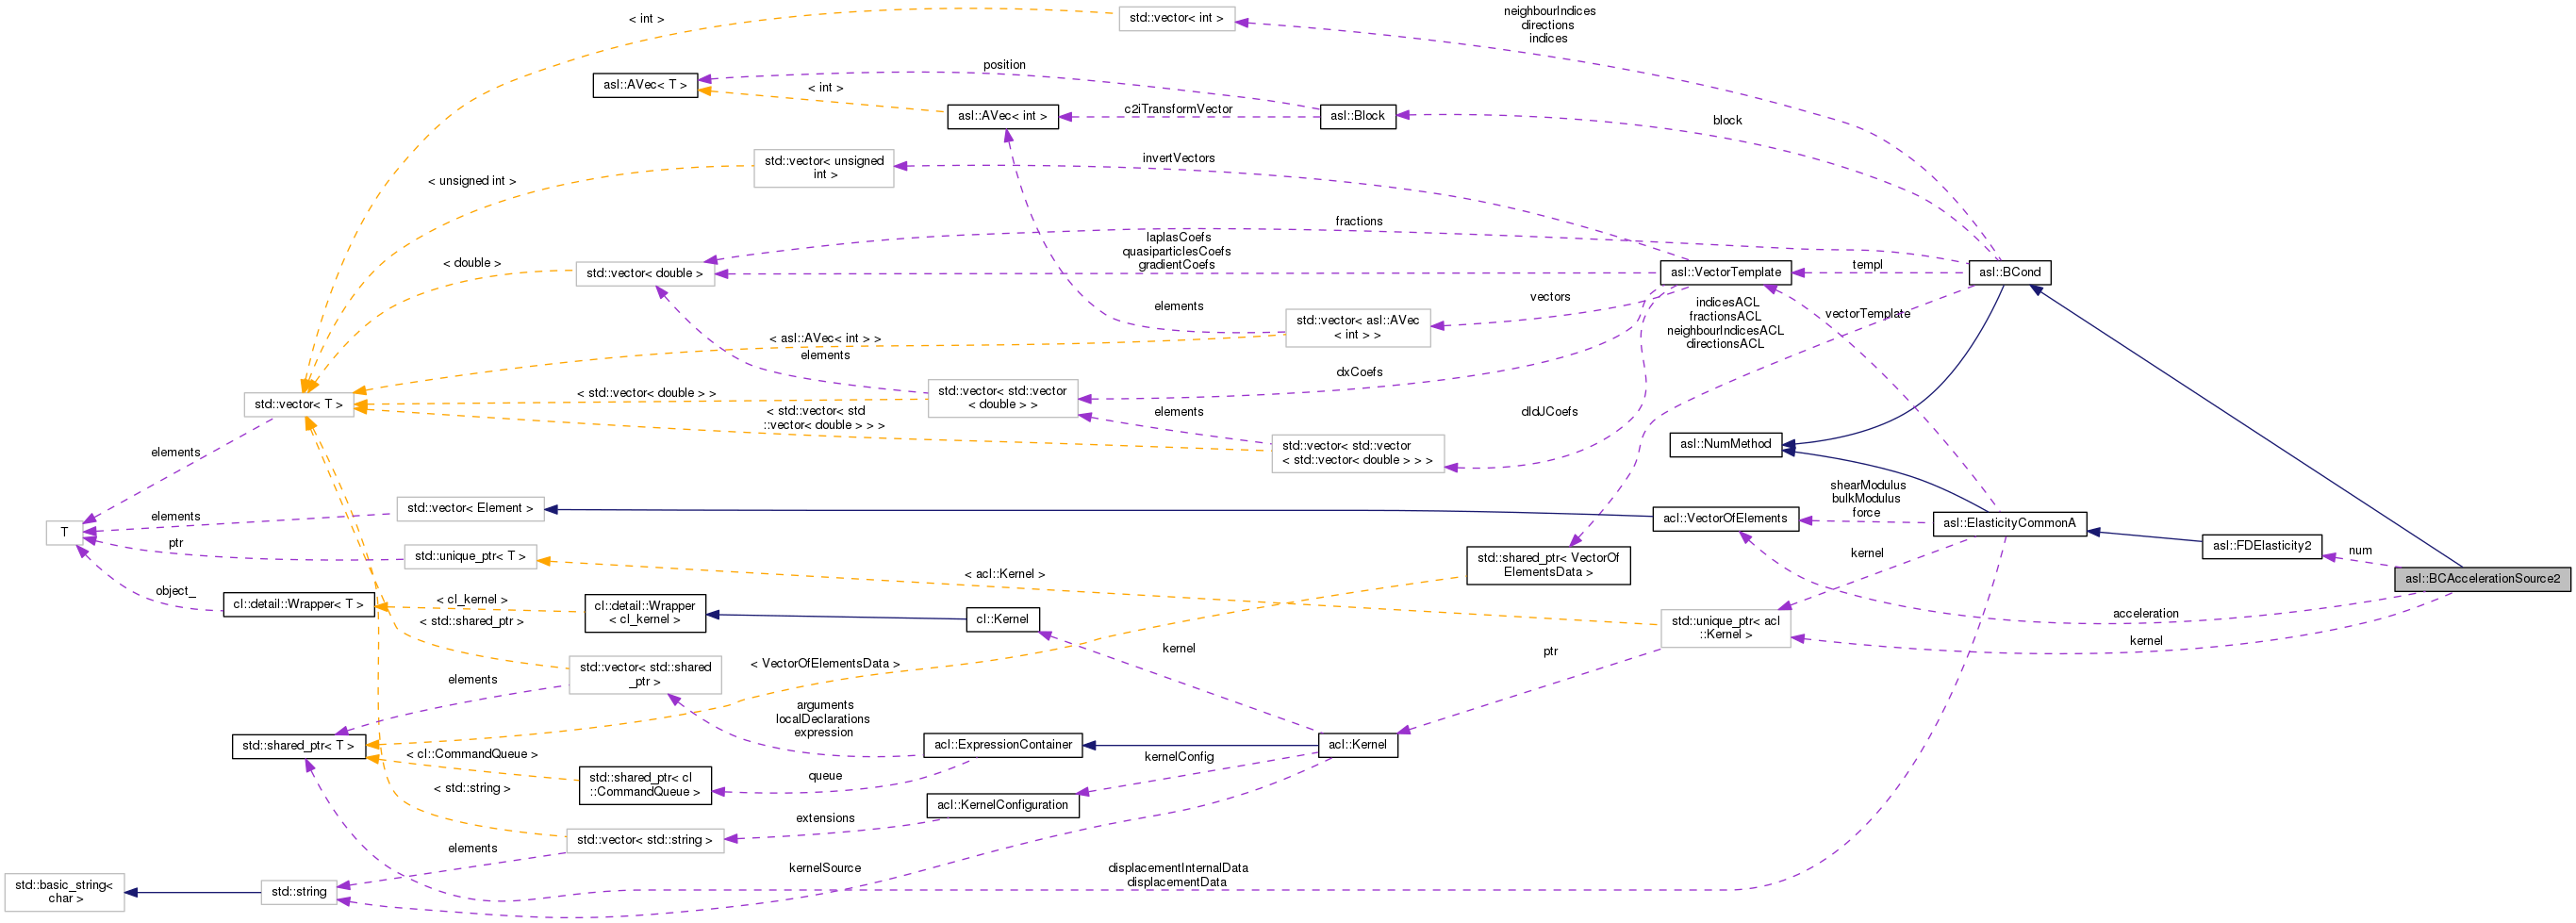 neighbourIndices
directions
indices
< int >
std::vector< int >
position
asl::AVec< T >
< int >
c2iTransformVector
asl::AVec< int >
asl::Block
block
std::vector< unsigned
int >
invertVectors
< unsigned int >
fractions
laplasCoefs
quasiparticlesCoefs
gradientCoefs
< double >
std::vector< double >
asl::VectorTemplate
templ
asl::BCond
vectors
elements
indicesACL
fractionsACL
neighbourIndicesACL
directionsACL
vectorTemplate
std::vector< asl::AVec
< int > >
< asl::AVec< int > >
elements
dxCoefs
std::vector< T >
< std::vector< double > >
std::vector< std::vector
< double > >
< std::vector< std
::vector< double > > >
elements
dIdJCoefs
std::vector< std::vector
< std::vector< double > > >
asl::NumMethod
elements
shearModulus
bulkModulus
force
std::vector< Element >
elements
acl::VectorOfElements
asl::ElasticityCommonA
T
ptr
std::unique_ptr< T >
std::shared_ptr< VectorOf
ElementsData >
kernel
asl::FDElasticity2
num
asl::BCAccelerationSource2
< acl::Kernel >
object_
cl::detail::Wrapper< T >
< cl_kernel >
cl::detail::Wrapper
< cl_kernel >
cl::Kernel
< std::shared_ptr >
std::unique_ptr< acl
::Kernel >
acceleration
kernel
kernel
ptr
std::vector< std::shared
_ptr >
< VectorOfElementsData >
elements
arguments
localDeclarations
expression
std::shared_ptr< T >
acl::ExpressionContainer
acl::Kernel
< cl::CommandQueue >
std::shared_ptr< cl
::CommandQueue >
queue
kernelConfig
< std::string >
acl::KernelConfiguration
extensions
std::vector< std::string >
elements
kernelSource
displacementInternalData
displacementData
std::basic_string<
char >
std::string